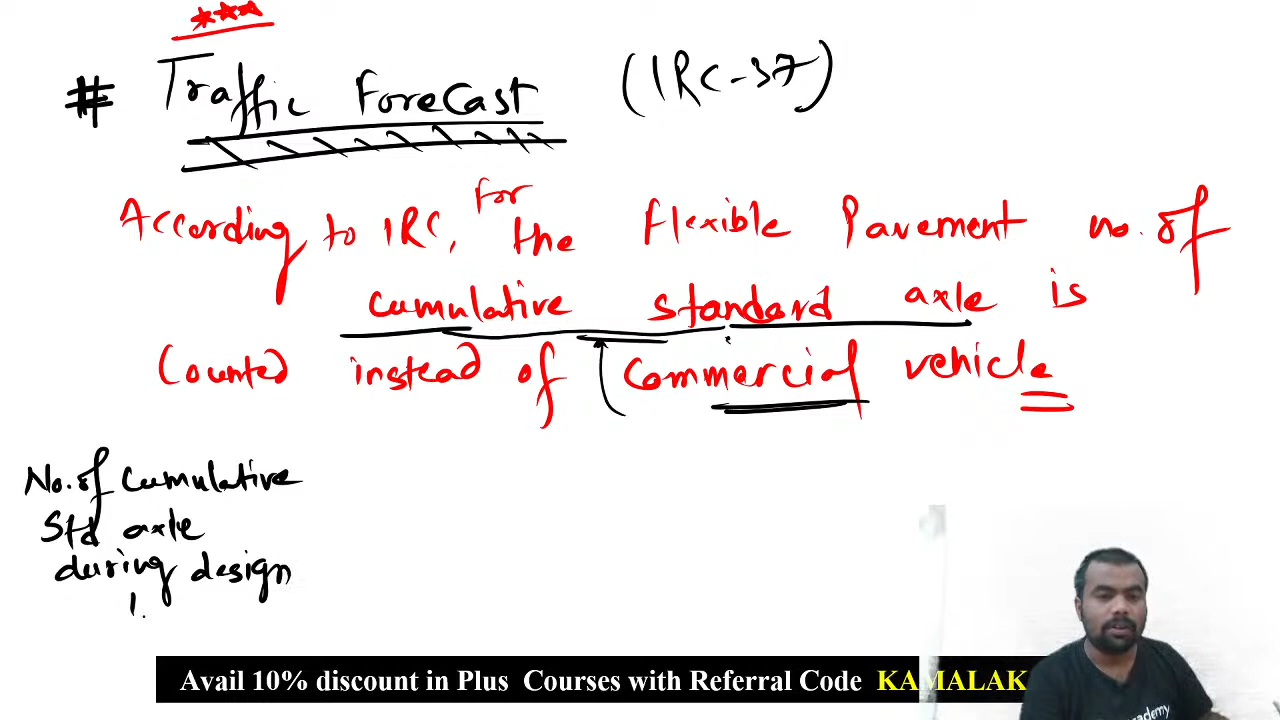 ***
# Traffic Forecast (IRC-37)
According to IRC, for the flexible Pavement no. of
cumulative standard axle is
Counted instead of Commercial vehicle
No. of Cumulative
Std axle
during design
Avail 10% discount in Plus Courses with Referral Code KAMALAK